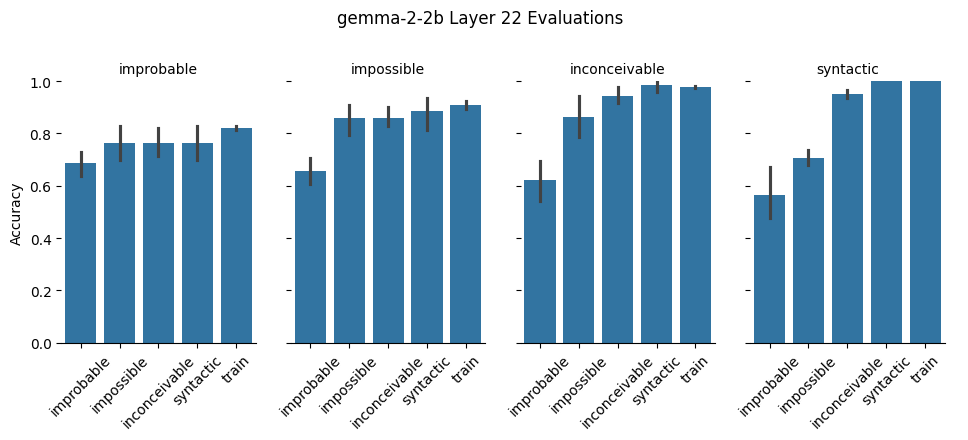 gemma-2-2b Layer 22 Evaluations
improbable
impossible
inconceivable
syntactic
Accuracy
1.0
0.8
0.6
0.4
0.2
0.0
improbable
impossible
inconceivable
syntactic
train
improbable
impossible
inconceivable
syntactic
train
improbable
impossible
inconceivable
syntactic
train
improbable
impossible
inconceivable
syntactic
train